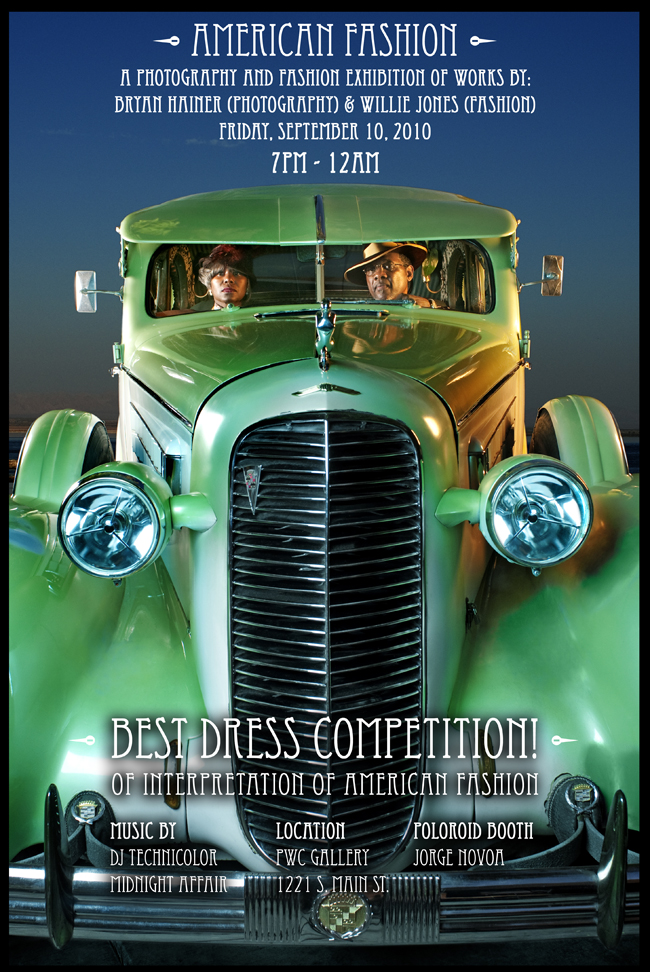 AMERICAN FASHION
A PHOTOGRAPHY AND FASHION EXHIBITION OF WORKS BY:
BRYAN HAINER (PHOTOGRAPHY) & WILLIE JONES (FASHION)
FRIDAY, SEPTEMBER 10, 2010
7PM - 12AM
BEST DRESS COMPETITION!
OF INTERPRETATION OF AMERICAN FASHION
MUSIC BY
DJ TECHNICOLOR
MIDNIGHT AFFAIR
LOCATION
PWC GALLERY
1221 S. MAIN ST.
FOLOROID BOOTH
JORGE NOVOA